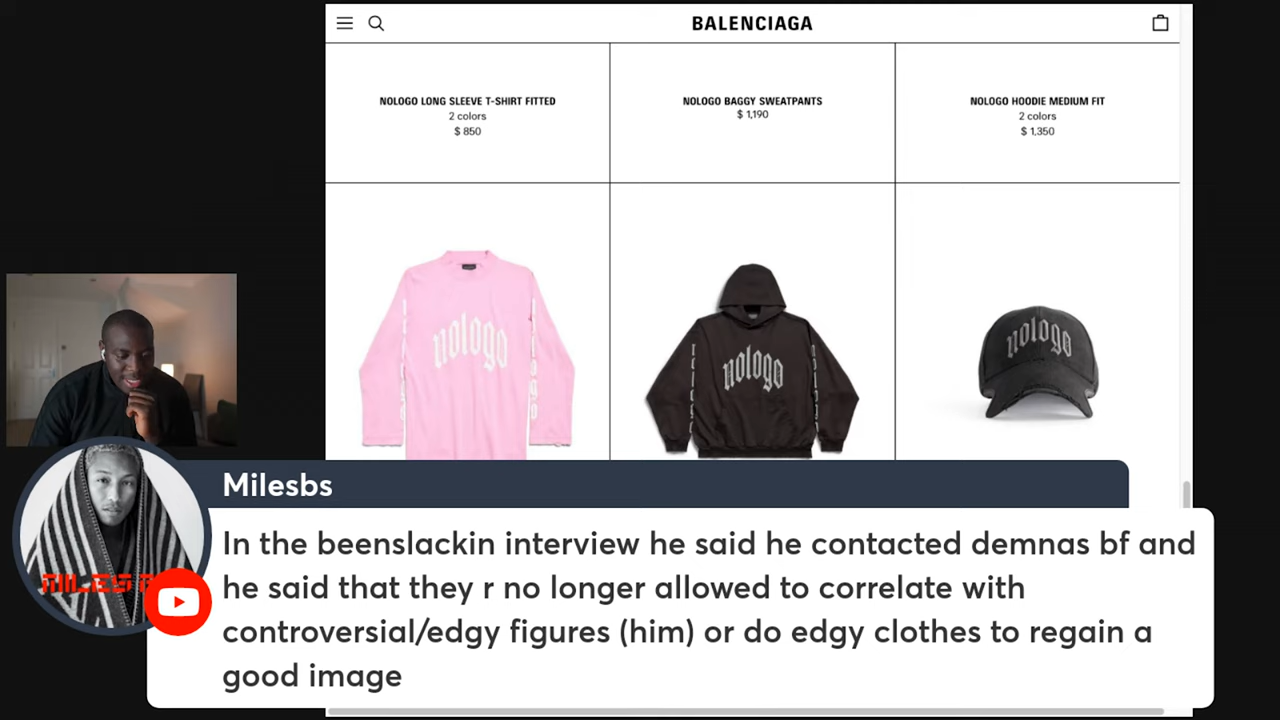 BALENCIAGA
NOLOGO LONG SLEEVE T-SHIRT FITTED
2 colors
$ 850
NOLOGO BAGGY SWEATPANTS
$ 1,190
NOLOGO HOODIE MEDIUM FIT
2 colors
$ 1,350
nologo
nologo
nologo
Milesbs
In the beenslackin interview he said he contacted demnas bf and
he said that they r no longer allowed to correlate with
controversial/edgy figures (him) or do edgy clothes to regain a
good image